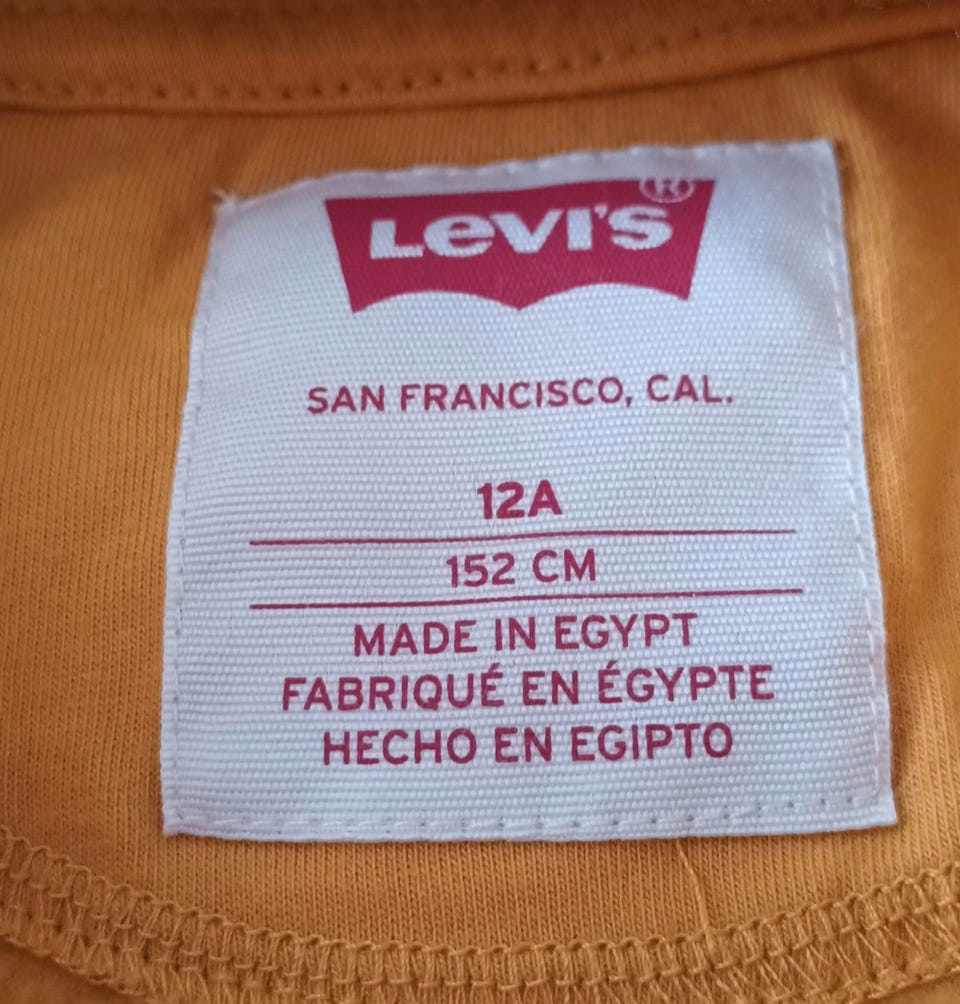 LEVI'S ®
SAN FRANCISCO, CAL.
12A
152 CM
MADE IN EGYPT
FABRIQUÉ EN ÉGYPTE
HECHO EN EGIPTO